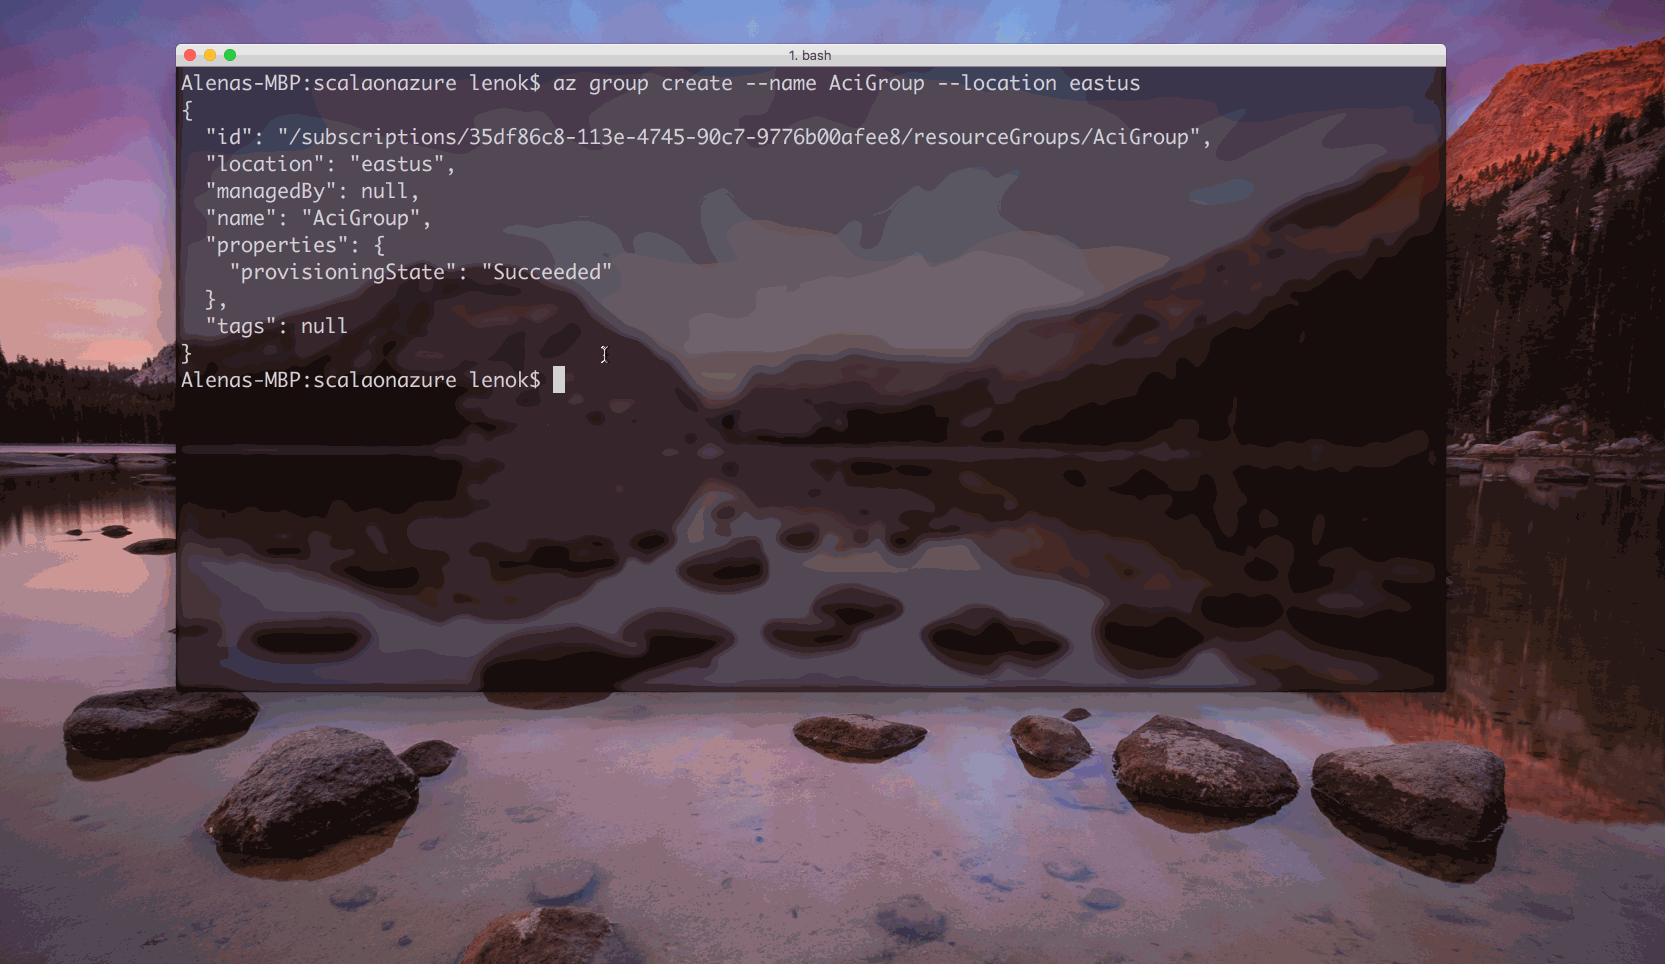 1. bash
Alenas-MBP:scalaonazure lenok$ az group create --name AciGroup --location eastus
{
  "id": "/subscriptions/35df86c8-113e-4745-90c7-9776b00afee8/resourceGroups/AciGroup",
  "location": "eastus",
  "managedBy": null,
  "name": "AciGroup",
  "properties": {
    "provisioningState": "Succeeded"
  },
  "tags": null
}
Alenas-MBP:scalaonazure lenok$